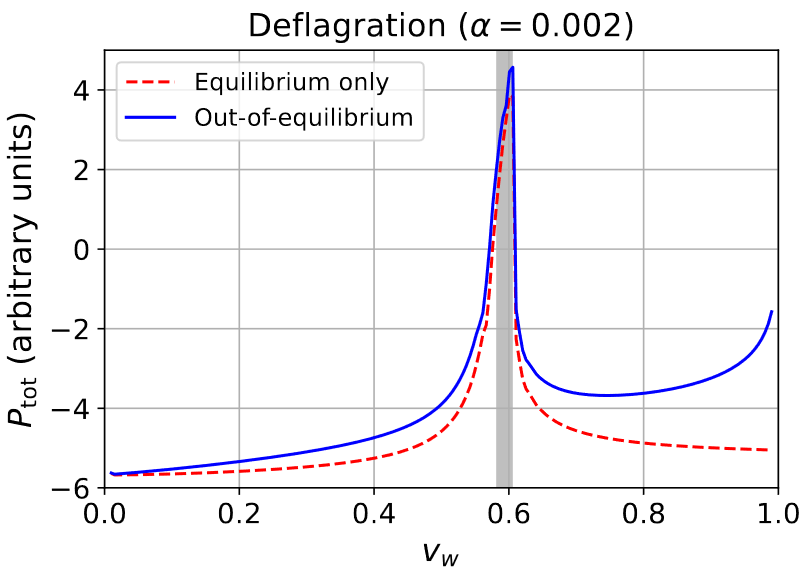 Deflagration (α = 0.002)
Equilibrium only
Out-of-equilibrium
P_tot (arbitrary units)
4
2
0
−2
−4
−6
0.0 0.2 0.4 0.6 0.8 1.0
v_w